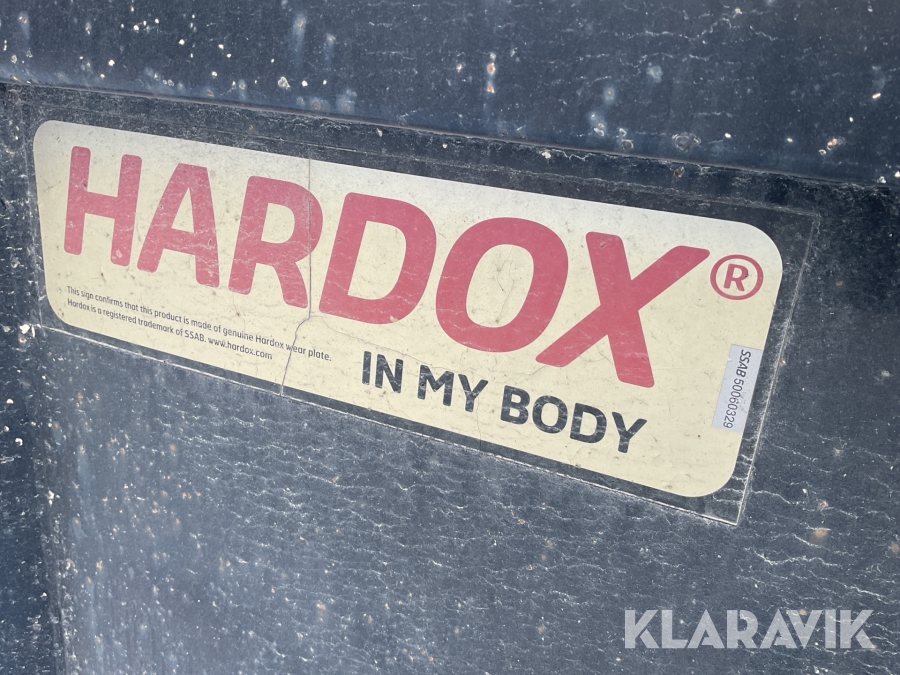 HARDOX®
This sign confirms that this product is made of genuine Hardox wear plate.
Hardox is a registered trademark of SSAB. www.hardox.com
IN MY BODY
SSAB 50060329
KLARAVIK